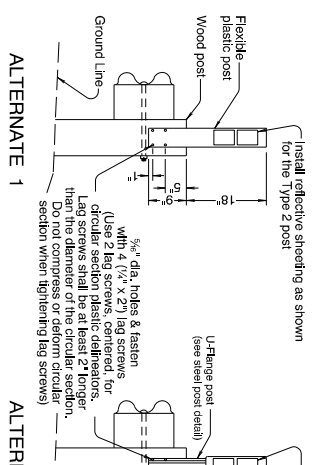 Install reflective sheeting as shown
for the Type 2 post
Flexible
plastic post
Wood post
Ground Line
18"
5"
9"
1"
5/16" dia. holes & fasten
with 4 (1/4" x 2") lag screws
(Use 2 lag screws, centered, for
circular section plastic delineators.
Lag screws shall be at least 2" longer
than the diameter of the circular section.
Do not compress or deform circular
section when tightening lag screws)
ALTERNATE 1
U-Flange post
(see steel post detail)